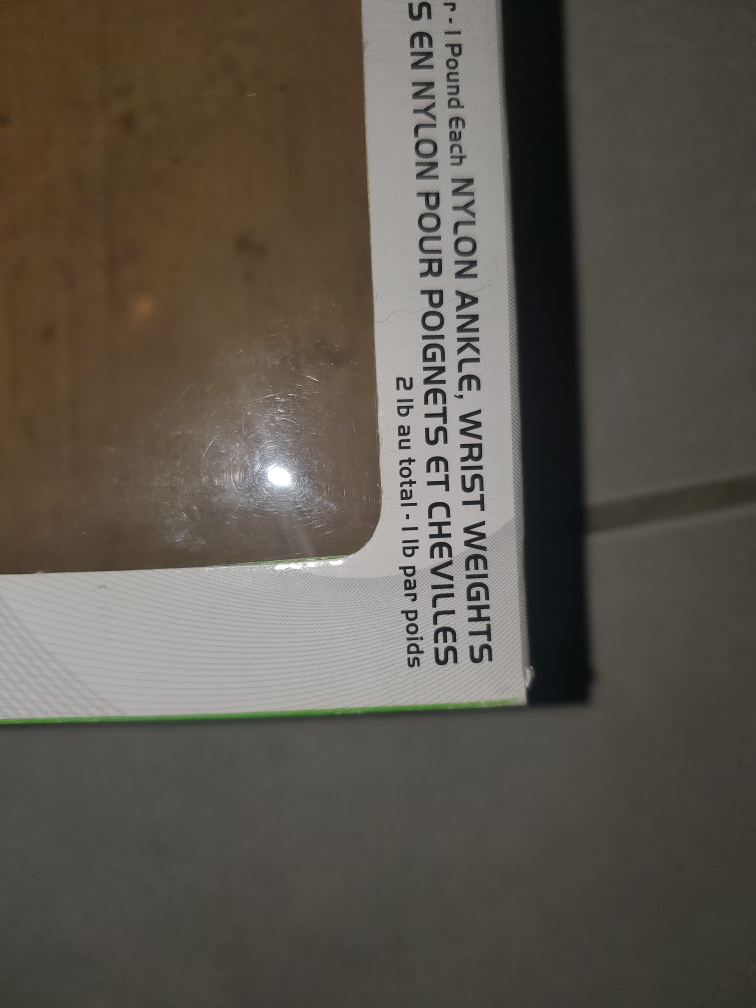 - 1 Pound Each NYLON ANKLE, WRIST WEIGHTS
EN NYLON POUR POIGNETS ET CHEVILLES
2 lb au total - 1 lb par poids